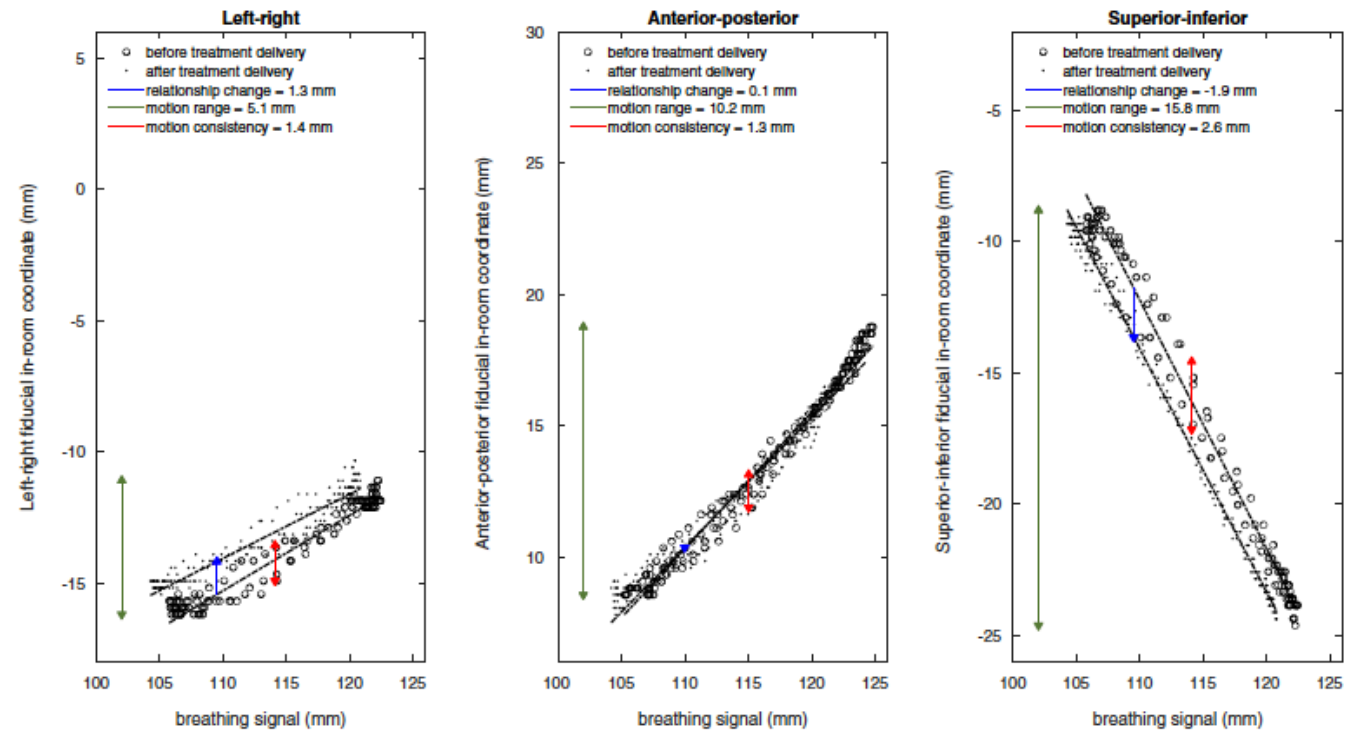 Left-right
before treatment delivery
after treatment delivery
relationship change = 1.3 mm
motion range = 5.1 mm
motion consistency = 1.4 mm
Left-right fiducial in-room coordinate (mm)
5
0
-5
-10
-15
100 105 110 115 120 125
breathing signal (mm)
Anterior-posterior
before treatment delivery
after treatment delivery
relationship change = 0.1 mm
motion range = 10.2 mm
motion consistency = 1.3 mm
Anterior-posterior fiducial in-room coordinate (mm)
30
25
20
15
10
100 105 110 115 120 125
breathing signal (mm)
Superior-inferior
before treatment delivery
after treatment delivery
relationship change = -1.9 mm
motion range = 15.8 mm
motion consistency = 2.6 mm
Superior-inferior fiducial in-room coordinate (mm)
-5
-10
-15
-20
-25
100 105 110 115 120 125
breathing signal (mm)